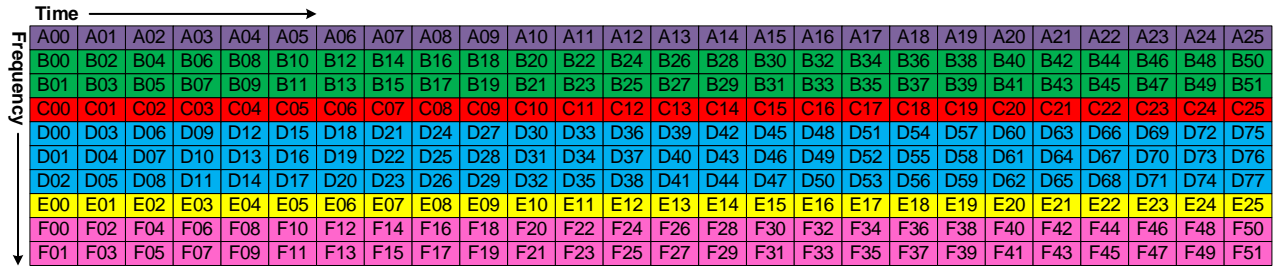 Time
Frequency
A00 A01 A02 A03 A04 A05 A06 A07 A08 A09 A10 A11 A12 A13 A14 A15 A16 A17 A18 A19 A20 A21 A22 A23 A24 A25
B00 B02 B04 B06 B08 B10 B12 B14 B16 B18 B20 B22 B24 B26 B28 B30 B32 B34 B36 B38 B40 B42 B44 B46 B48 B50
B01 B03 B05 B07 B09 B11 B13 B15 B17 B19 B21 B23 B25 B27 B29 B31 B33 B35 B37 B39 B41 B43 B45 B47 B49 B51
C00 C01 C02 C03 C04 C05 C06 C07 C08 C09 C10 C11 C12 C13 C14 C15 C16 C17 C18 C19 C20 C21 C22 C23 C24 C25
D00 D03 D06 D09 D12 D15 D18 D21 D24 D27 D30 D33 D36 D39 D42 D45 D48 D51 D54 D57 D60 D63 D66 D69 D72 D75
D01 D04 D07 D10 D13 D16 D19 D22 D25 D28 D31 D34 D37 D40 D43 D46 D49 D52 D55 D58 D61 D64 D67 D70 D73 D76
D02 D05 D08 D11 D14 D17 D20 D23 D26 D29 D32 D35 D38 D41 D44 D47 D50 D53 D56 D59 D62 D65 D68 D71 D74 D77
E00 E01 E02 E03 E04 E05 E06 E07 E08 E09 E10 E11 E12 E13 E14 E15 E16 E17 E18 E19 E20 E21 E22 E23 E24 E25
F00 F02 F04 F06 F08 F10 F12 F14 F16 F18 F20 F22 F24 F26 F28 F30 F32 F34 F36 F38 F40 F42 F44 F46 F48 F50
F01 F03 F05 F07 F09 F11 F13 F15 F17 F19 F21 F23 F25 F27 F29 F31 F33 F35 F37 F39 F41 F43 F45 F47 F49 F51